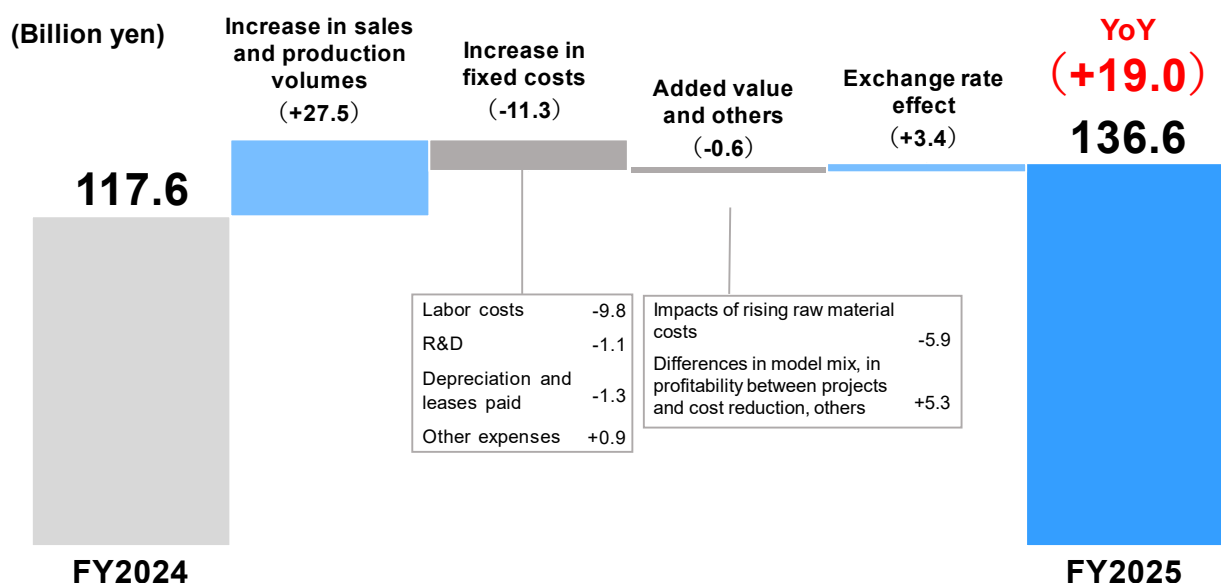 (Billion yen)
Increase in sales
and production
volumes
(+27.5)
Increase in
fixed costs
(-11.3)
Added value
and others
(-0.6)
Exchange rate
effect
(+3.4)
YoY
(+19.0)
136.6
117.6
Labor costs -9.8
R&D -1.1
Depreciation and
leases paid -1.3
Other expenses +0.9
Impacts of rising raw material
costs -5.9
Differences in model mix, in
profitability between projects
and cost reduction, others +5.3
FY2024
FY2025